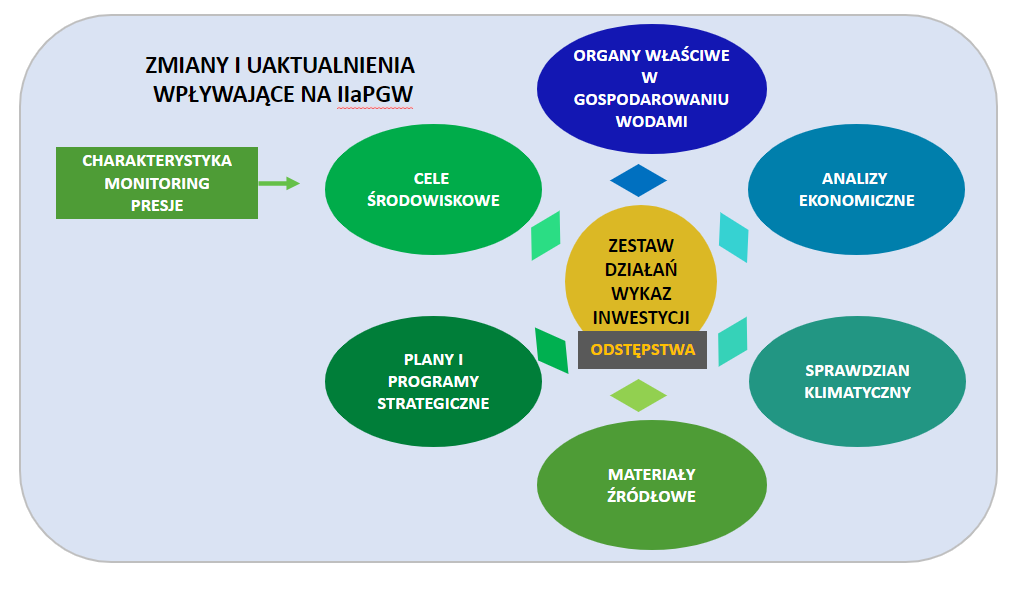 ZMIANY I UAKTUALNIENIA
WPŁYWAJĄCE NA IIaPGW
ORGANY WŁAŚCIWE
W
GOSPODAROWANIU
WODAMI
CHARAKTERYSTYKA
MONITORING
PRESJE
CELE
ŚRODOWISKOWE
ANALIZY
EKONOMICZNE
ZESTAW
DZIAŁAŃ
WYKAZ
INWESTYCJI
ODSTĘPSTWA
PLANY I
PROGRAMY
STRATEGICZNE
SPRAWDZIAN
KLIMATYCZNY
MATERIAŁY
ŹRÓDŁOWE